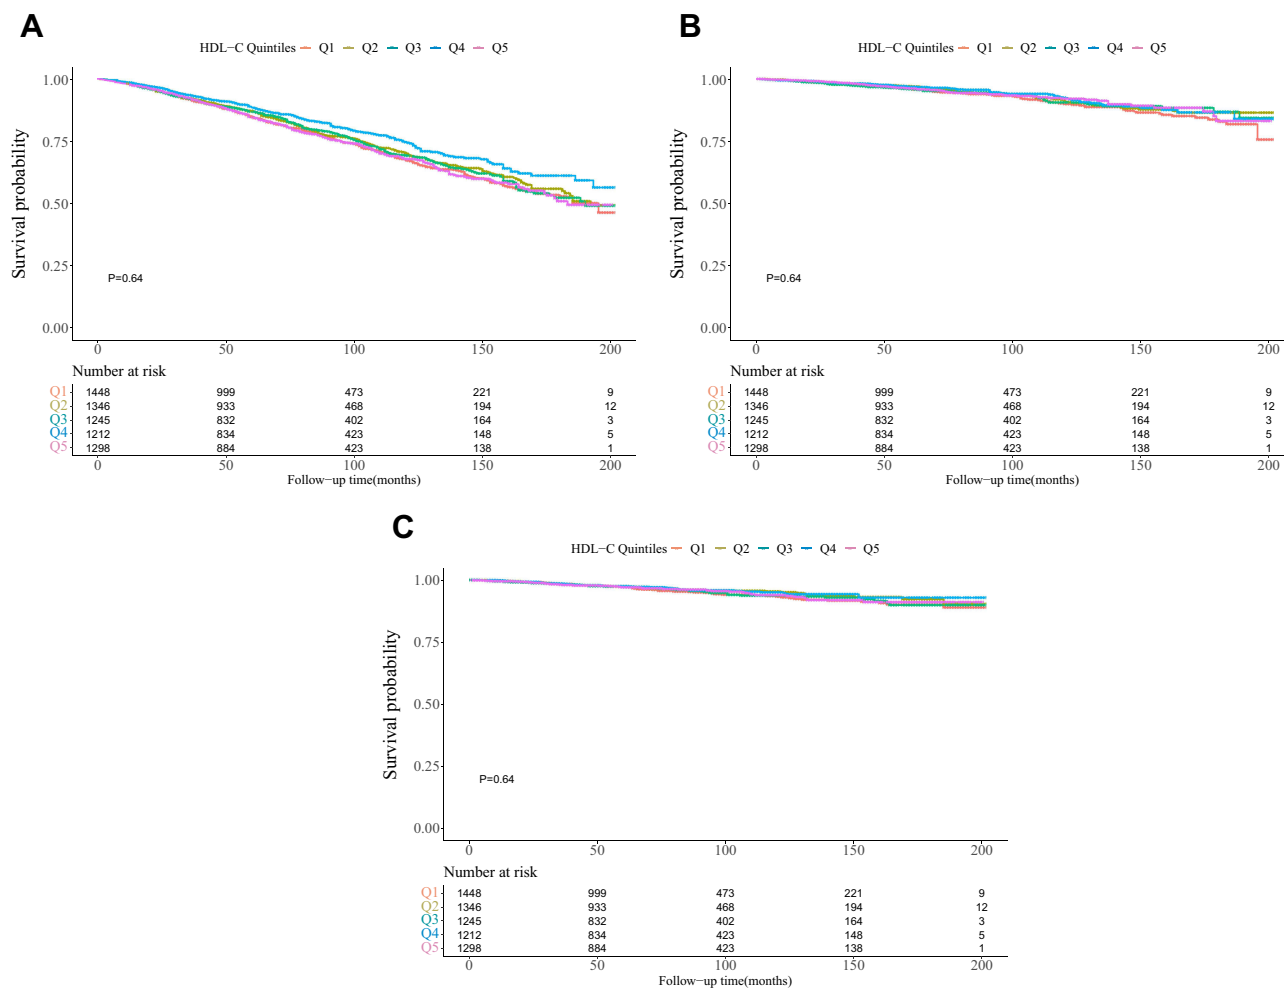 A
HDL−C Quintiles Q1 Q2 Q3 Q4 Q5
Survival probability
1.00
0.75
0.50
0.25
0.00
P=0.64
0 50 100 150 200
Number at risk
Q1 1448 999 473 221 9
Q2 1346 933 468 194 12
Q3 1245 832 402 164 3
Q4 1212 834 423 148 5
Q5 1298 884 423 138 1
0 50 100 150 200
Follow−up time(months)
B
HDL−C Quintiles Q1 Q2 Q3 Q4 Q5
Survival probability
1.00
0.75
0.50
0.25
0.00
P=0.64
0 50 100 150 200
Number at risk
Q1 1448 999 473 221 9
Q2 1346 933 468 194 12
Q3 1245 832 402 164 3
Q4 1212 834 423 148 5
Q5 1298 884 423 138 1
0 50 100 150 200
Follow−up time(months)
C
HDL−C Quintiles Q1 Q2 Q3 Q4 Q5
Survival probability
1.00
0.75
0.50
0.25
0.00
P=0.64
0 50 100 150 200
Number at risk
Q1 1448 999 473 221 9
Q2 1346 933 468 194 12
Q3 1245 832 402 164 3
Q4 1212 834 423 148 5
Q5 1298 884 423 138 1
0 50 100 150 200
Follow−up time(months)